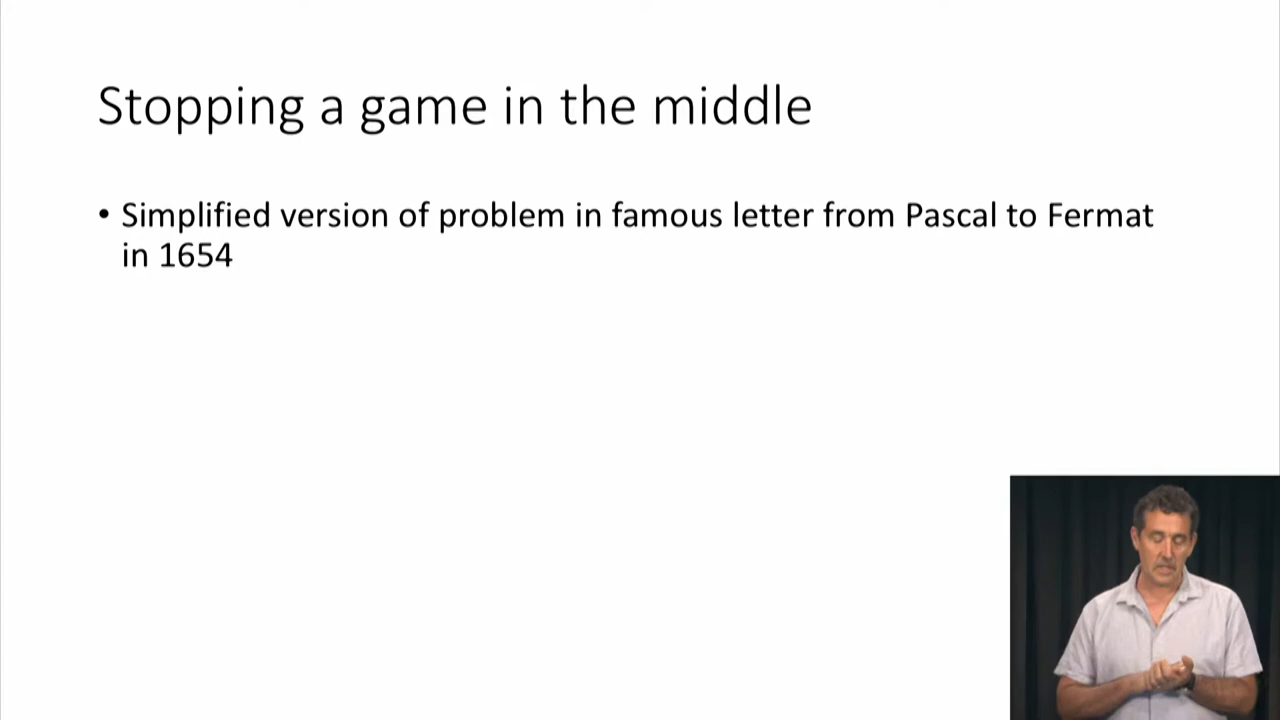 Stopping a game in the middle
• Simplified version of problem in famous letter from Pascal to Fermat
in 1654